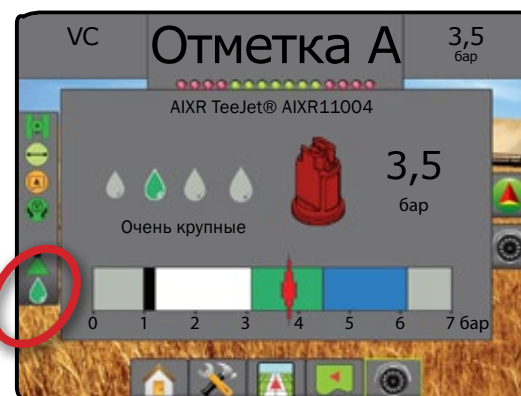 VC
Отметка A
3,5
бар
AIXR TeeJet® AIXR11004
3,5
бар
Очень крупные
0 1 2 3 4 5 6 7 бар